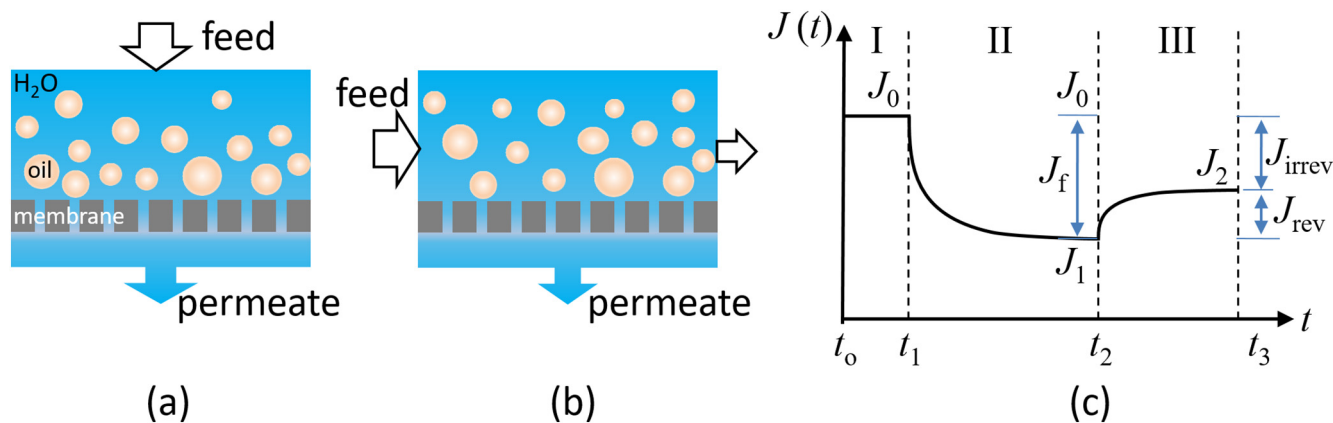 feed
H₂O
oil
membrane
permeate
(a)
feed
permeate
(b)
J (t)
I
II
III
J₀
J₀
J_f
J₁
J₂
J_irrev
J_rev
t_o
t₁
t₂
t₃
t
(c)